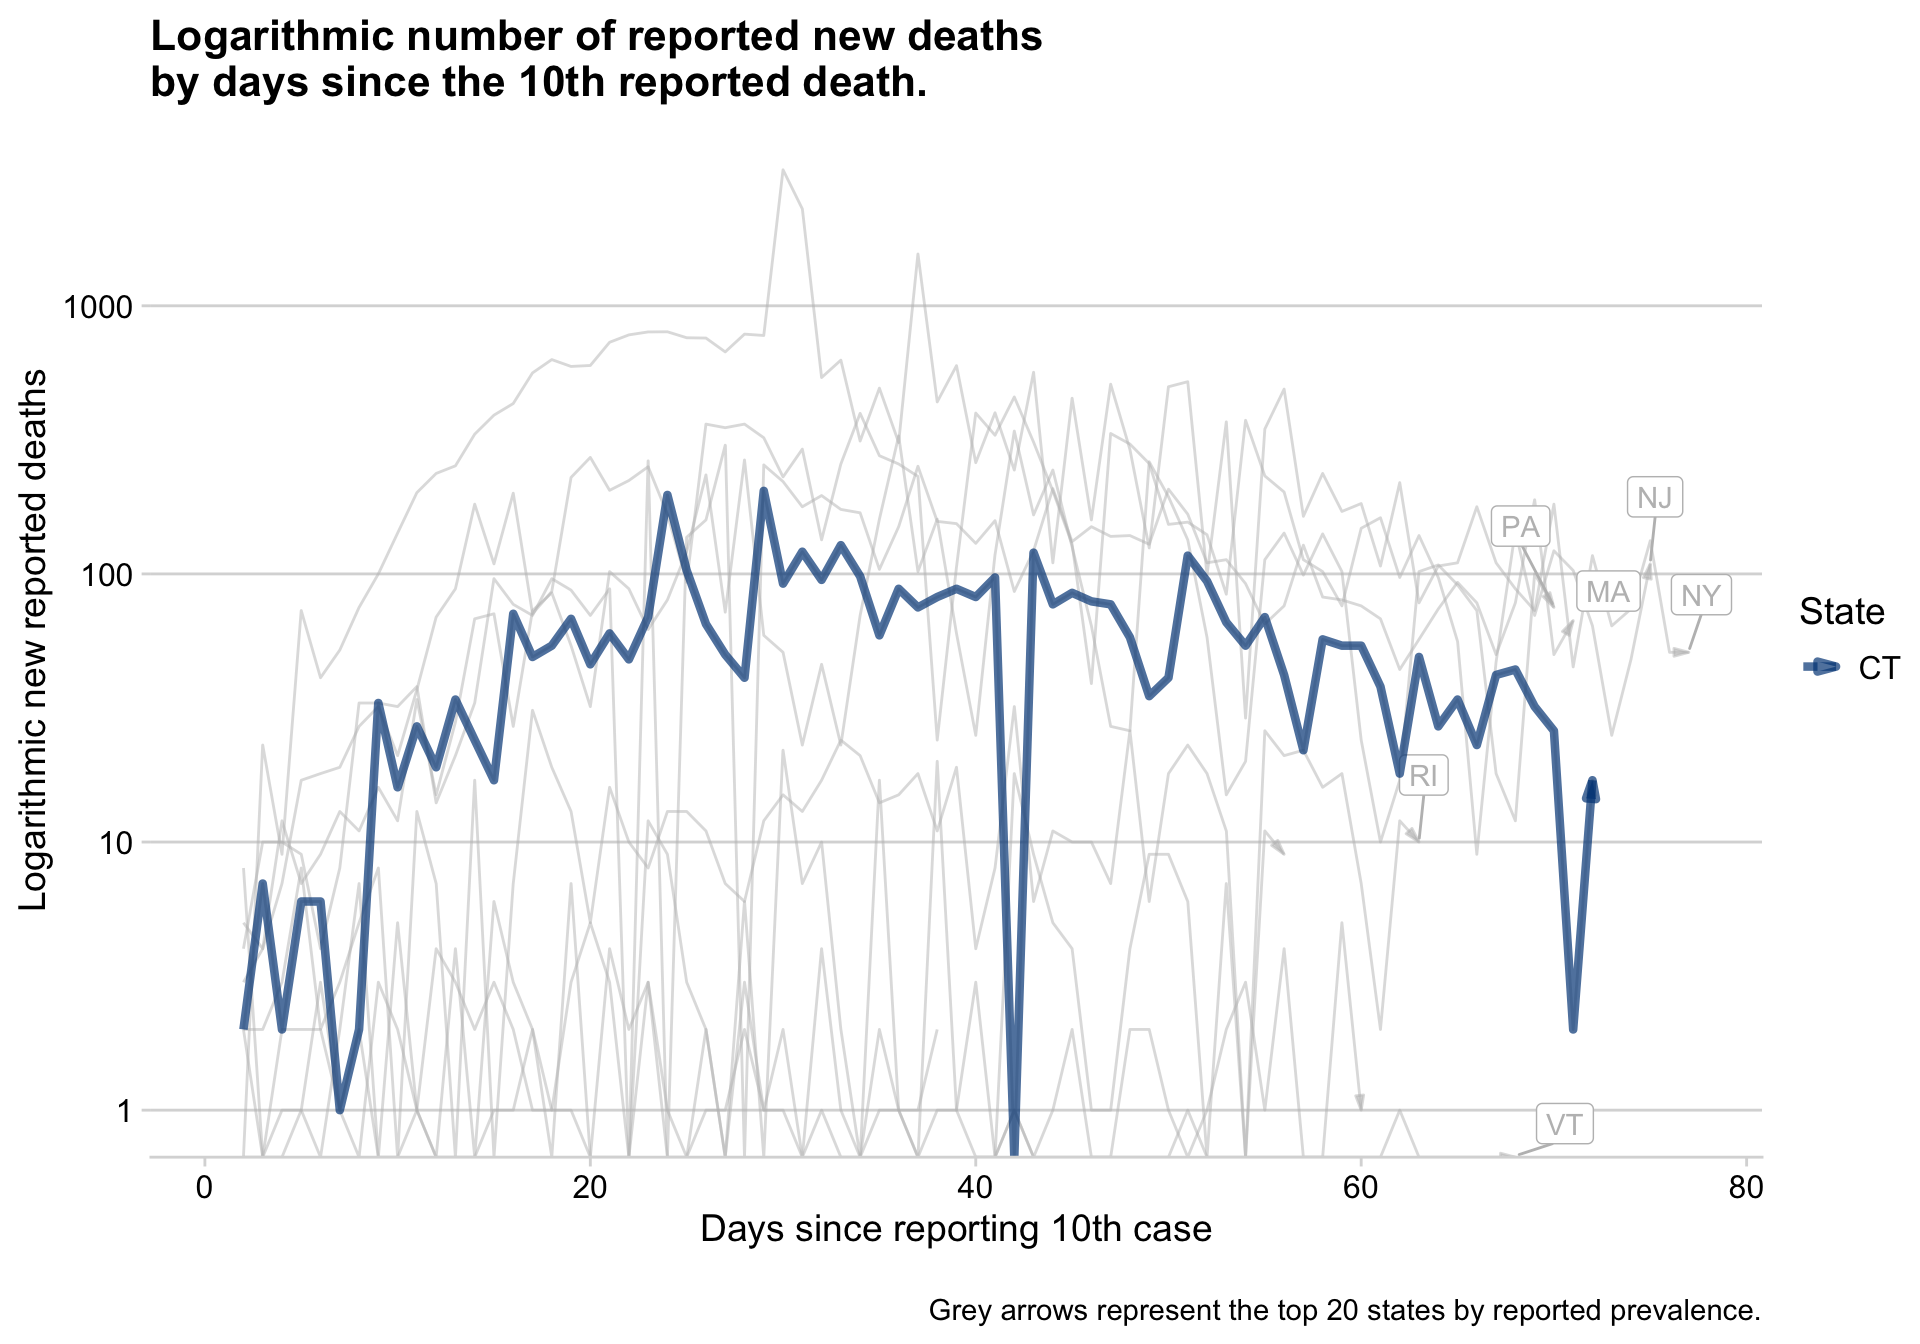 Logarithmic number of reported new deaths
by days since the 10th reported death.
Logarithmic new reported deaths
1000
100
10
1
PA
NJ
MA
NY
RI
VT
State
CT
0
20
40
60
80
Days since reporting 10th case
Grey arrows represent the top 20 states by reported prevalence.